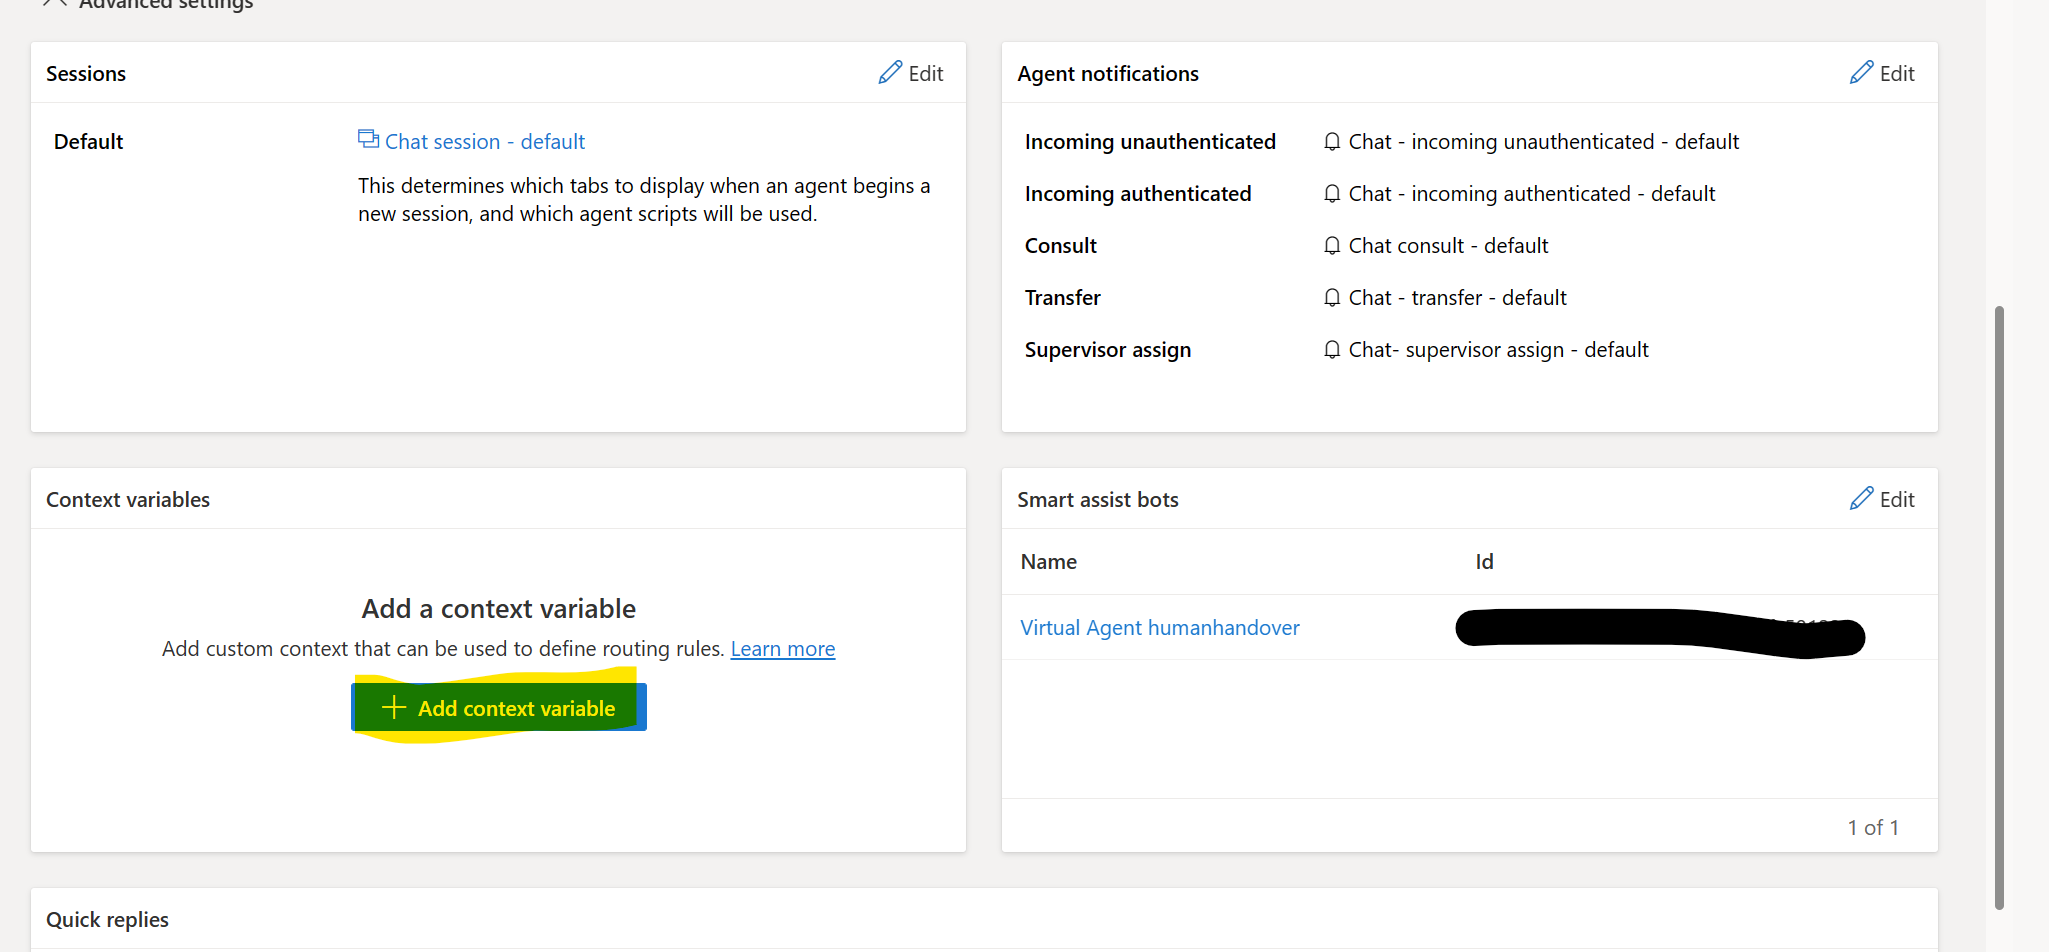 Advanced settings
Sessions
Edit
Default
Chat session - default
This determines which tabs to display when an agent begins a
new session, and which agent scripts will be used.
Agent notifications
Edit
Incoming unauthenticated
Chat - incoming unauthenticated - default
Incoming authenticated
Chat - incoming authenticated - default
Consult
Chat consult - default
Transfer
Chat - transfer - default
Supervisor assign
Chat- supervisor assign - default
Context variables
Add a context variable
Add custom context that can be used to define routing rules. Learn more
Add context variable
Smart assist bots
Edit
Name
Id
Virtual Agent humanhandover
1 of 1
Quick replies